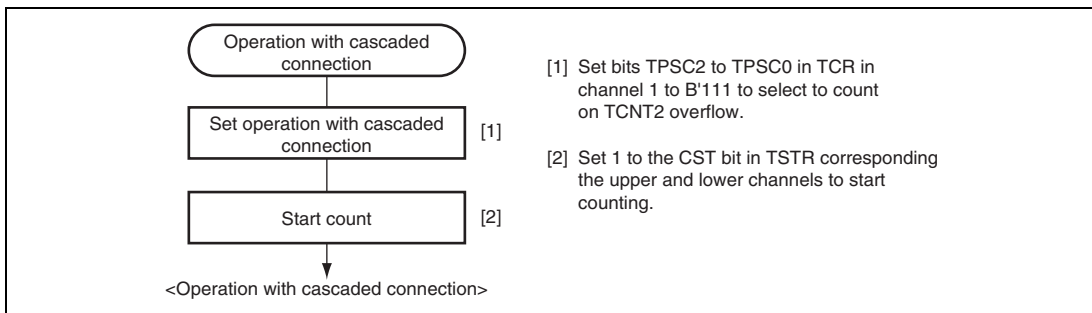 Operation with cascaded
connection
Set operation with cascaded
connection
[1]
Start count
[2]
<Operation with cascaded connection>
[1] Set bits TPSC2 to TPSC0 in TCR in
channel 1 to B'111 to select to count
on TCNT2 overflow.
[2] Set 1 to the CST bit in TSTR corresponding
the upper and lower channels to start
counting.